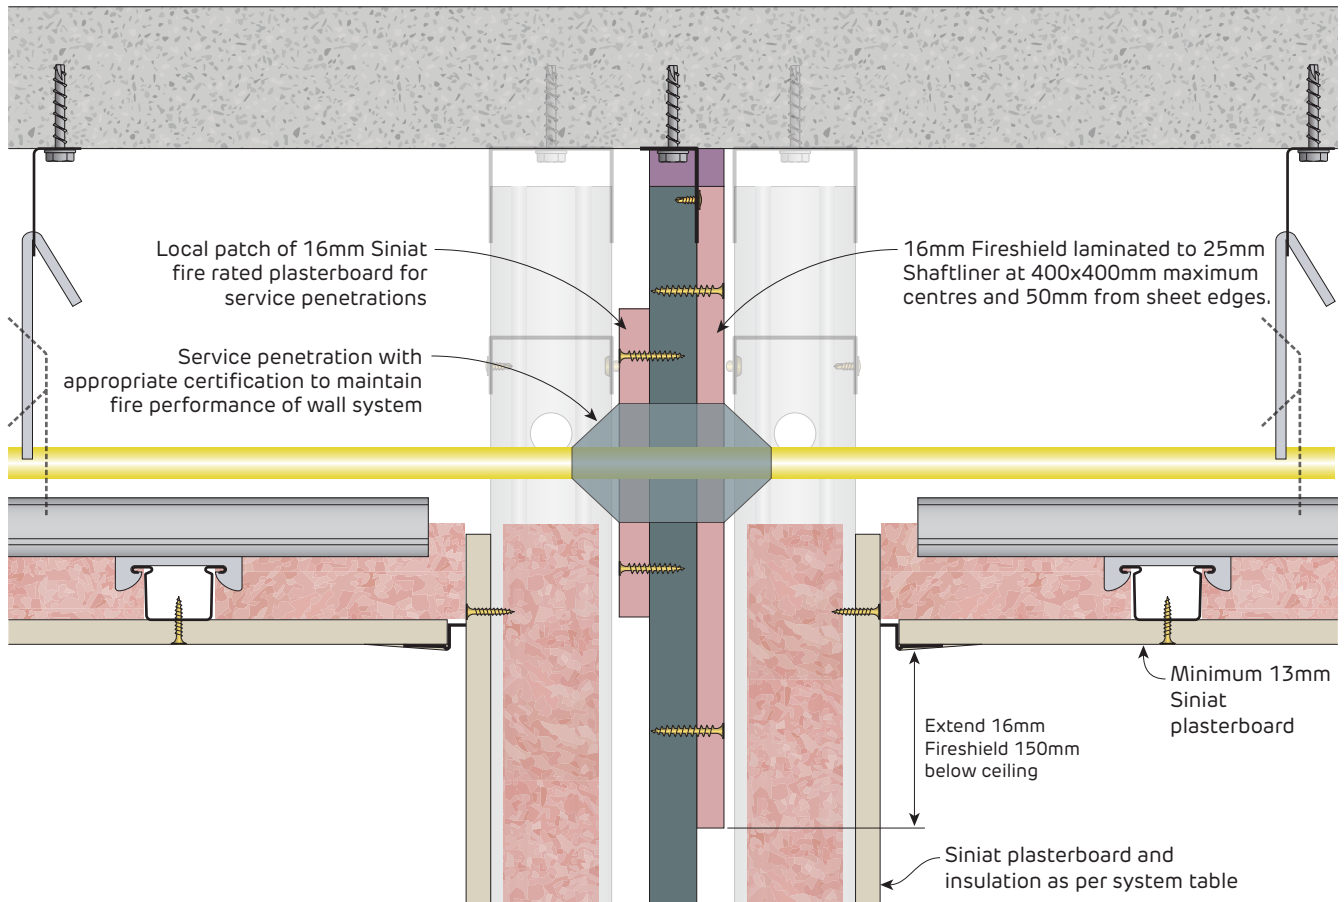 Local patch of 16mm Siniat
fire rated plasterboard for
service penetrations
16mm Fireshield laminated to 25mm
Shaftliner at 400x400mm maximum
centres and 50mm from sheet edges.
Service penetration with
appropriate certification to maintain
fire performance of wall system
Minimum 13mm
Siniat
plasterboard
Extend 16mm
Fireshield 150mm
below ceiling
Siniat plasterboard and
insulation as per system table